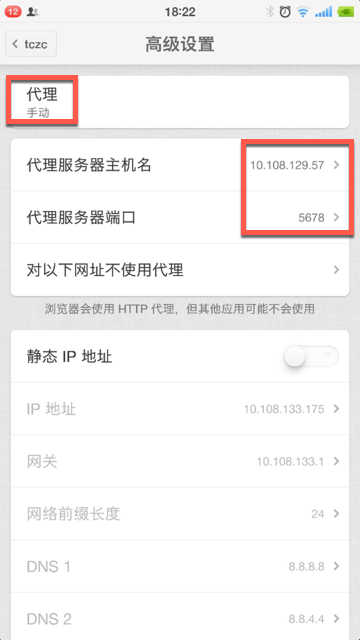 12 18:22
tczc 高级设置
代理
手动
代理服务器主机名 10.108.129.57
代理服务器端口 5678
对以下网址不使用代理
浏览器会使用 HTTP 代理，但其他应用可能不会使用
静态 IP 地址
IP 地址 10.108.133.175
网关 10.108.133.1
网络前缀长度 24
DNS 1 8.8.8.8
DNS 2 8.8.4.4